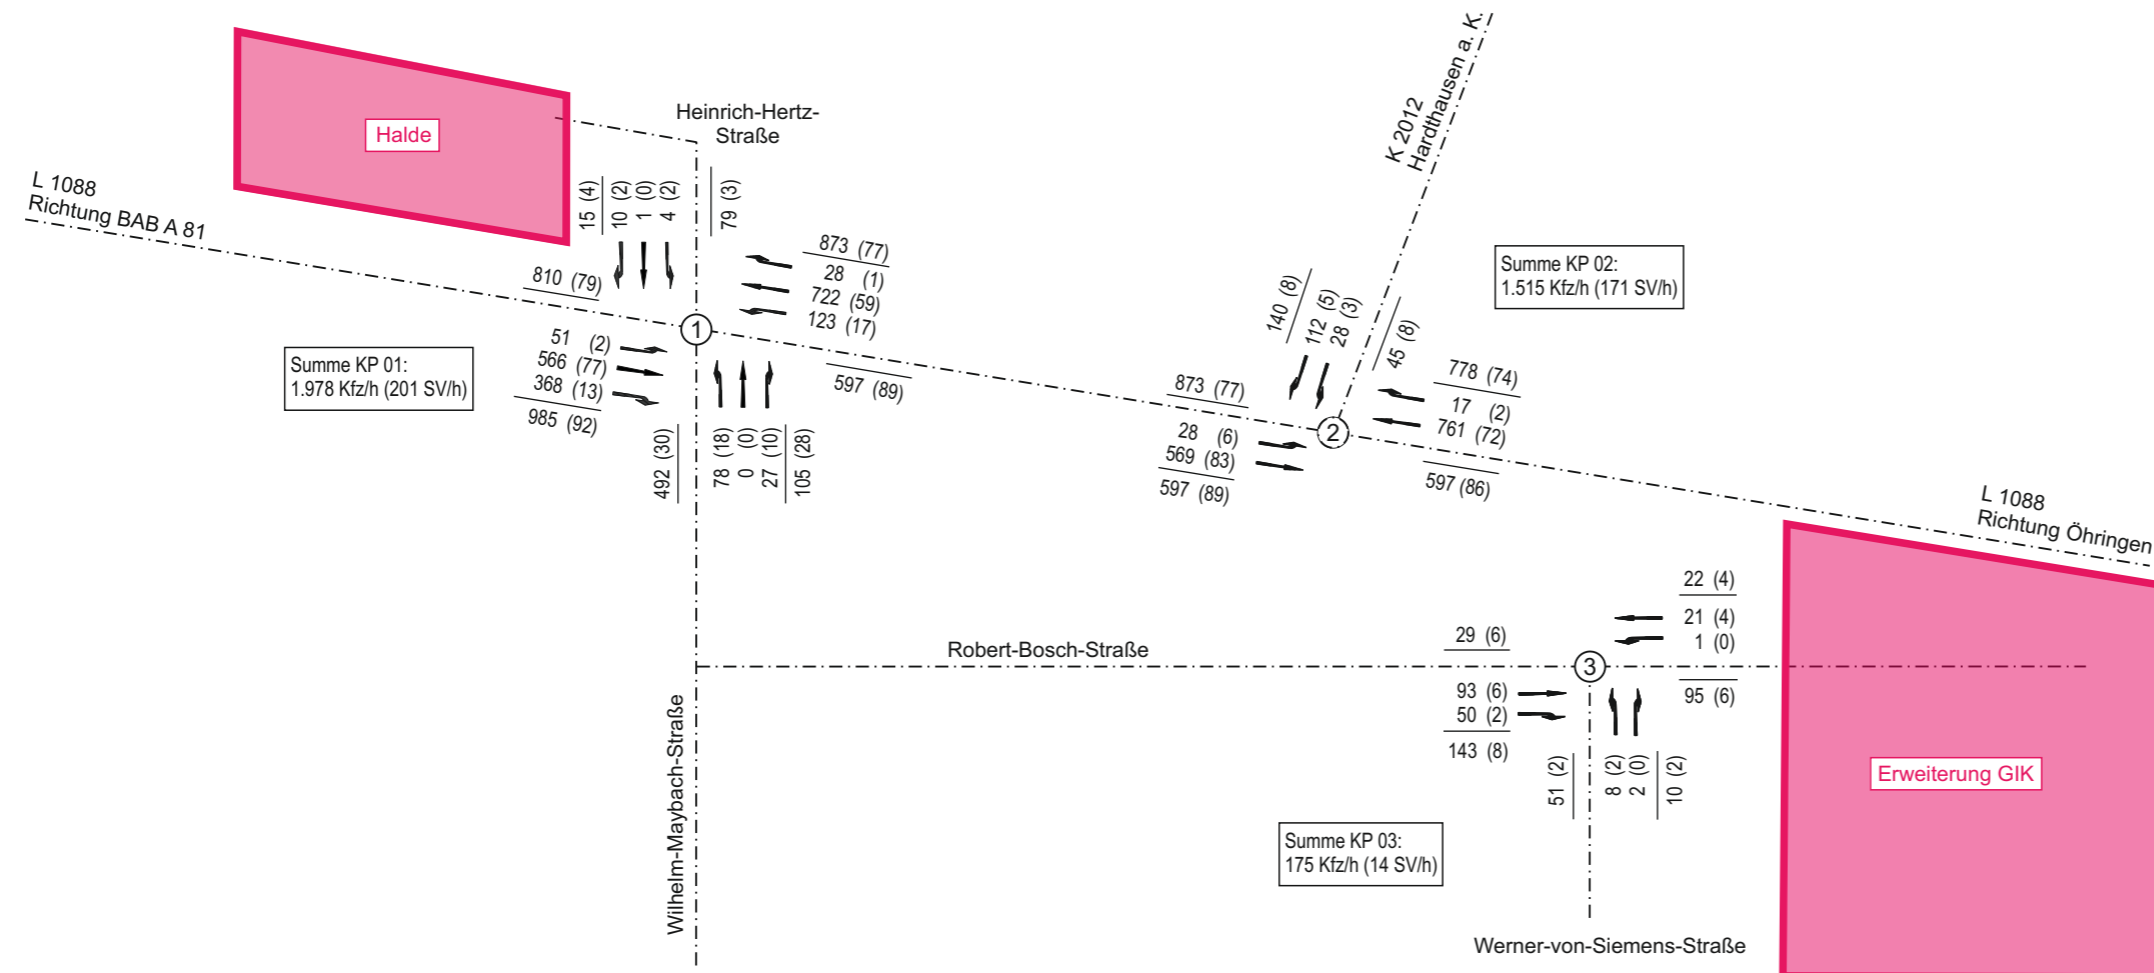 K 2012
Hardthausen a. K.
Heinrich-Hertz-
Straße
Halde
L 1088
Richtung BAB A 81
15 (4)
10 (2)
1 (0)
4 (2)
79 (3)
873 (77)
28 (1)
722 (59)
123 (17)
810 (79)
1
51 (2)
566 (77)
368 (13)
985 (92)
597 (89)
Summe KP 01:
1.978 Kfz/h (201 SV/h)
492 (30)
78 (18)
0 (0)
27 (10)
105 (28)
Summe KP 02:
1.515 Kfz/h (171 SV/h)
140 (8)
112 (5)
28 (3)
45 (8)
873 (77)
778 (74)
17 (2)
761 (72)
2
28 (6)
569 (83)
597 (89)
597 (86)
L 1088
Richtung Öhringen
22 (4)
21 (4)
1 (0)
29 (6)
Robert-Bosch-Straße
3
93 (6)
50 (2)
143 (8)
95 (6)
51 (2)
8 (2)
2 (0)
10 (2)
Wilhelm-Maybach-Straße
Erweiterung GIK
Summe KP 03:
175 Kfz/h (14 SV/h)
Werner-von-Siemens-Straße